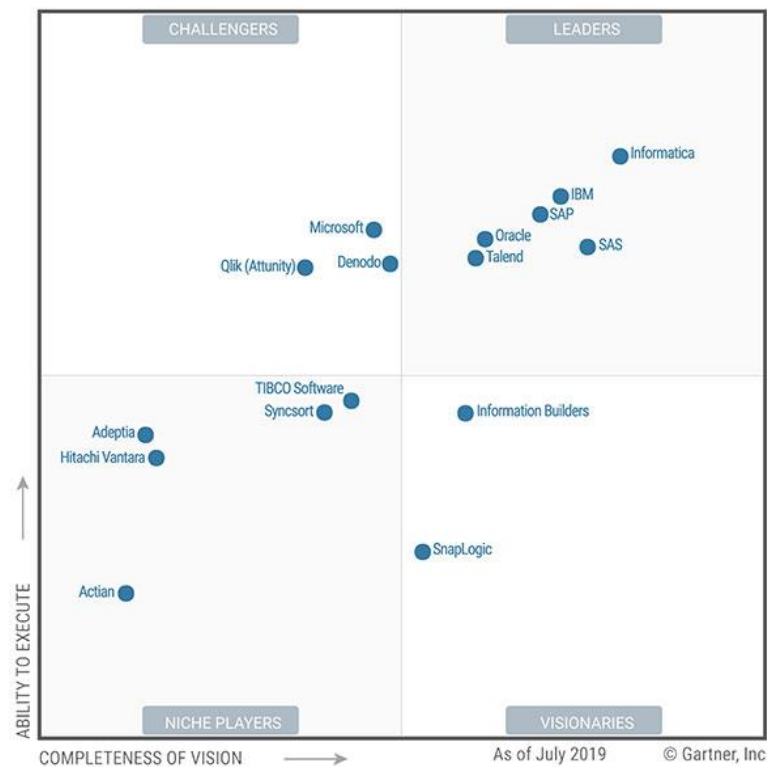 CHALLENGERS
LEADERS
Informatica
IBM
SAP
Microsoft
Oracle
SAS
Talend
Qlik (Attunity)
Denodo
TIBCO Software
Syncsort
Information Builders
Adeptia
Hitachi Vantara
SnapLogic
Actian
ABILITY TO EXECUTE
NICHE PLAYERS
VISIONARIES
COMPLETENESS OF VISION
As of July 2019
© Gartner, Inc